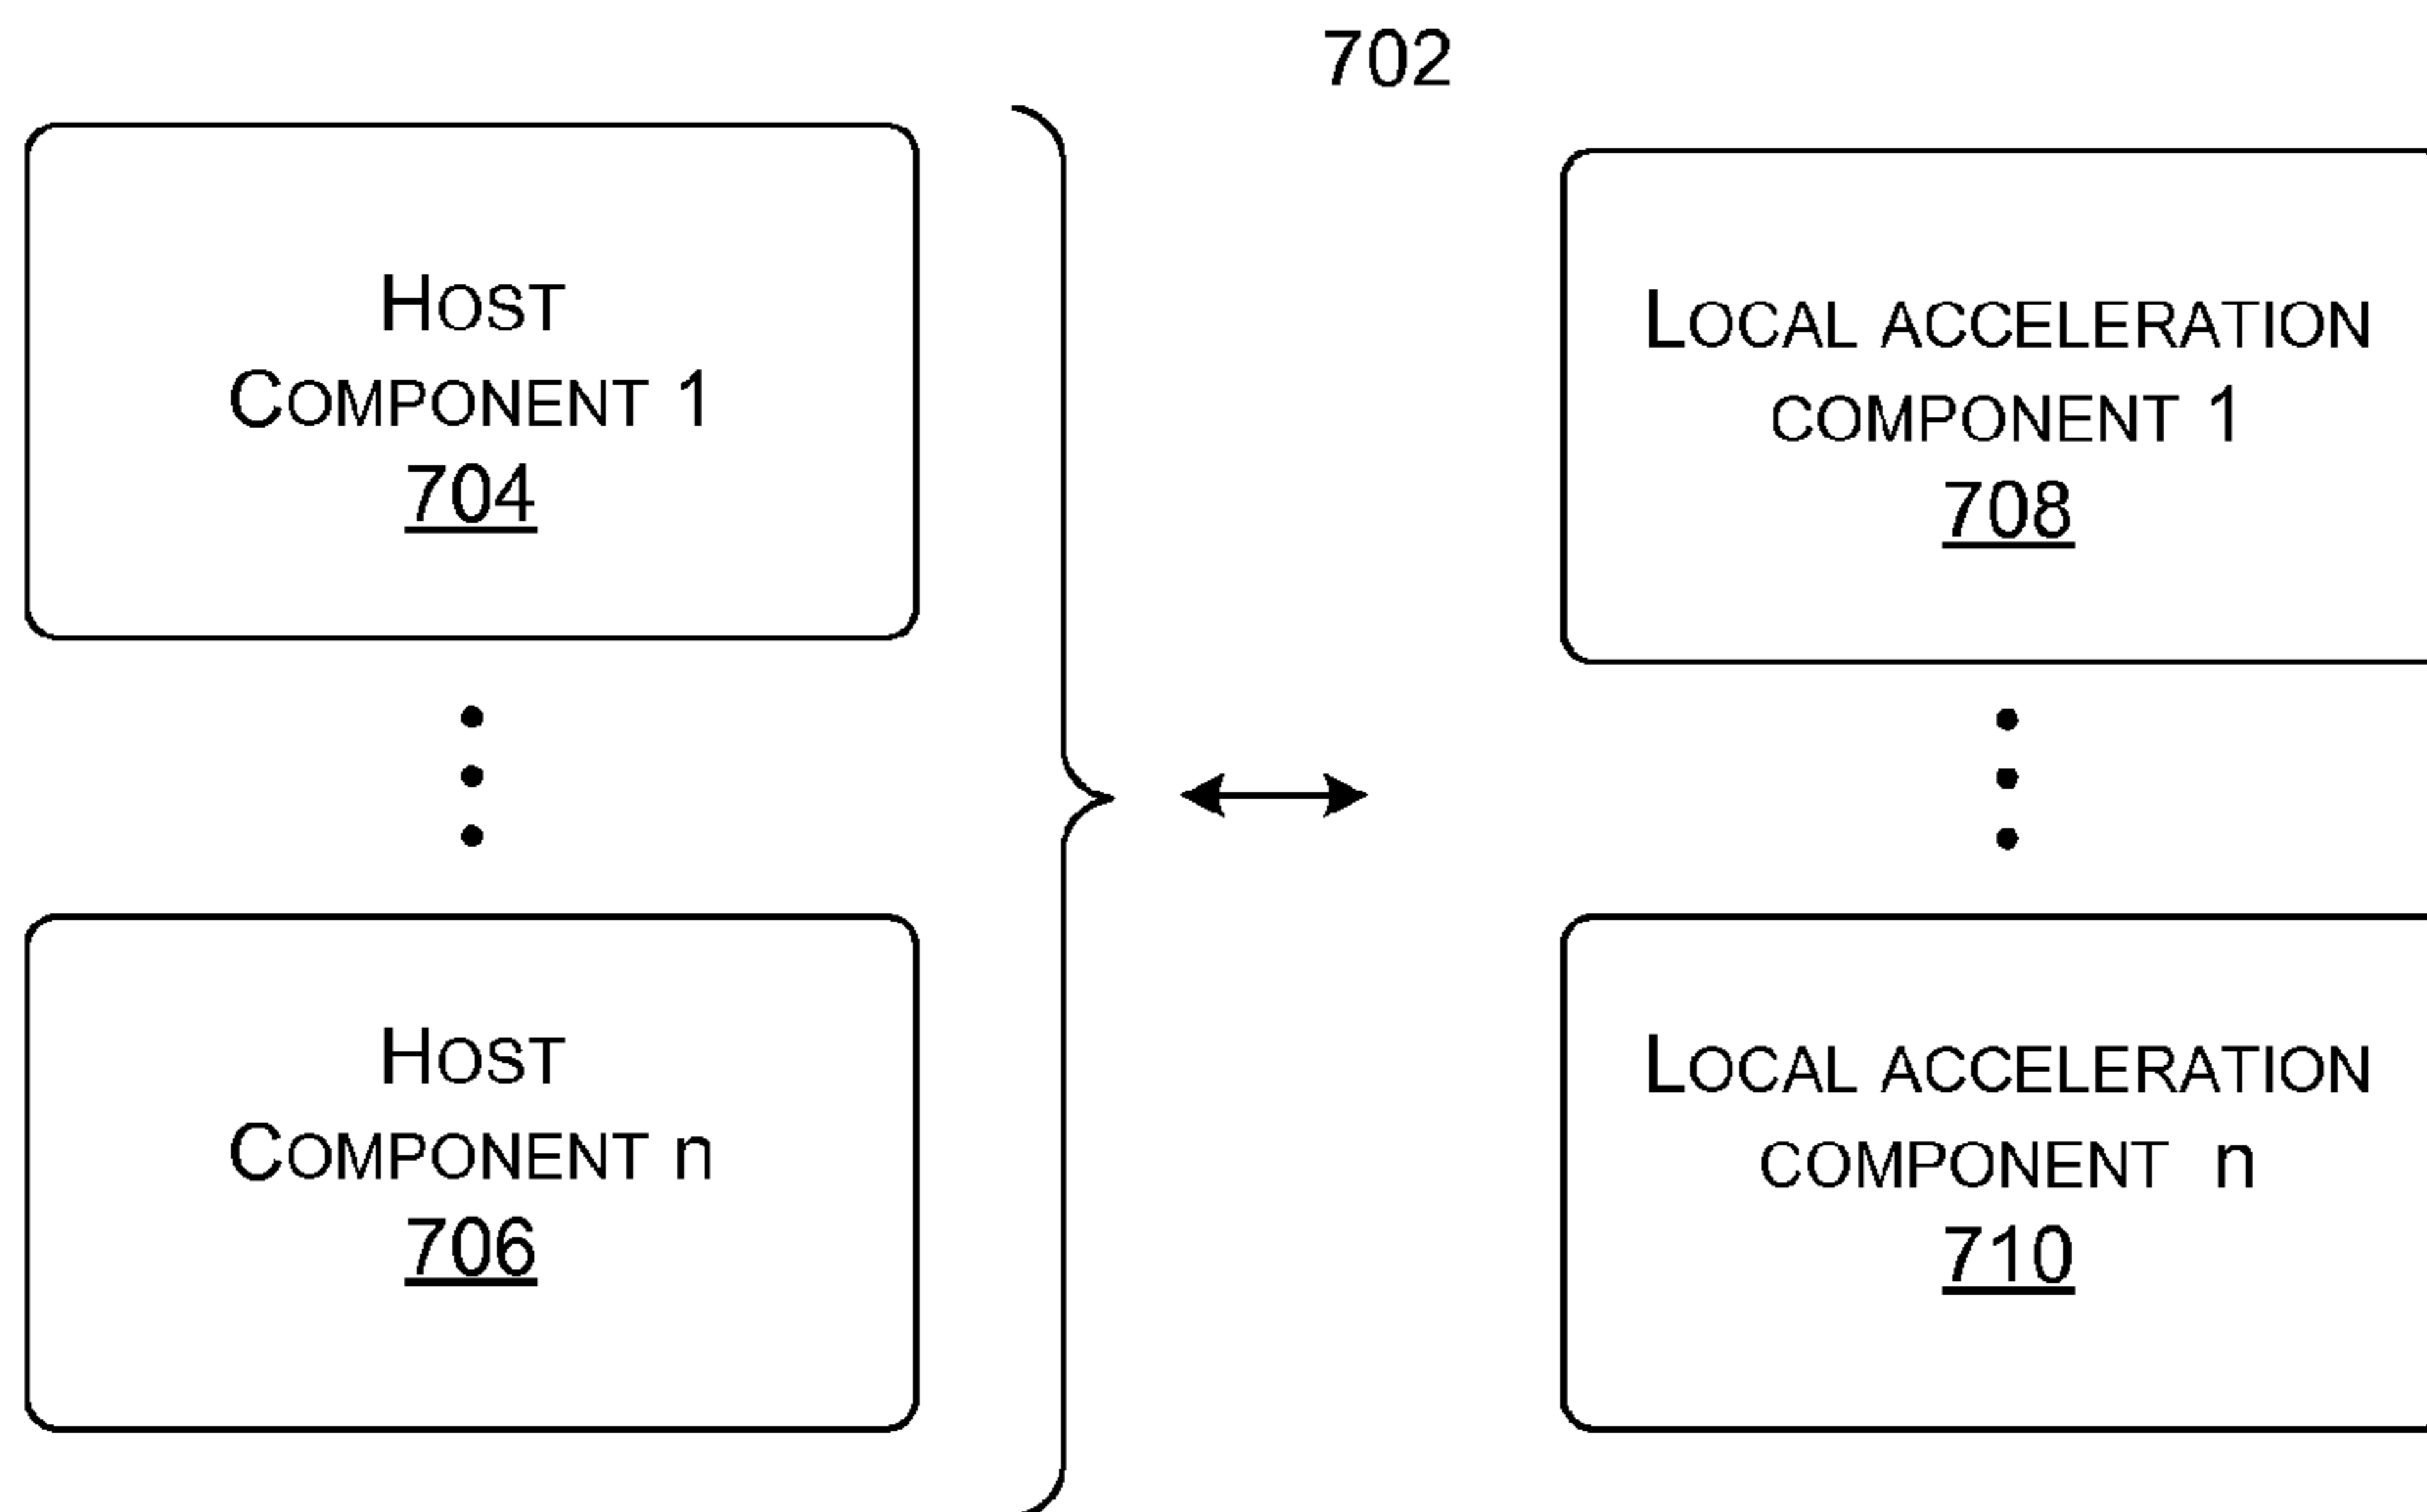 702
HOST
COMPONENT 1
704
LOCAL ACCELERATION
COMPONENT 1
708
HOST
COMPONENT n
706
LOCAL ACCELERATION
COMPONENT n
710